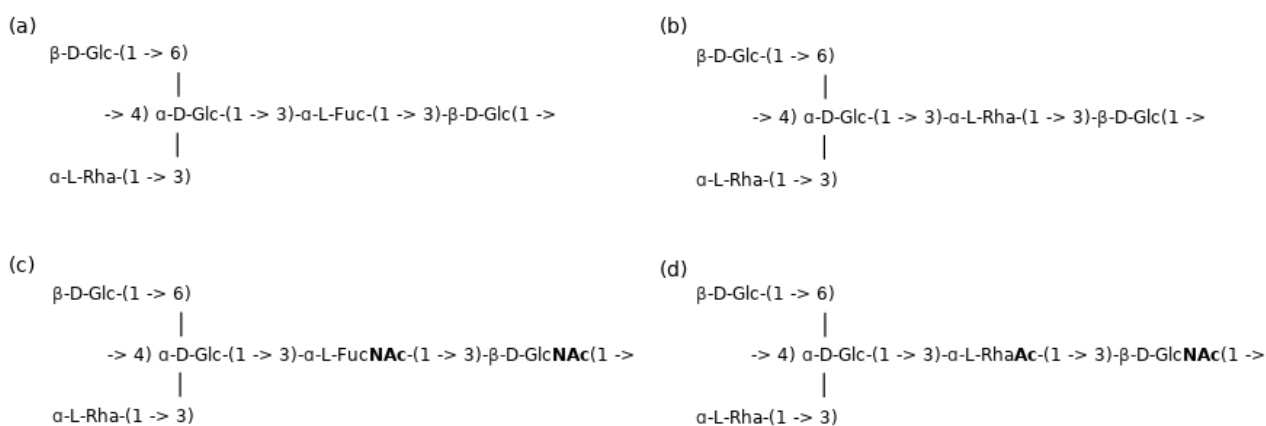 (a)
β-D-Glc-(1 -> 6)
-> 4) α-D-Glc-(1 -> 3)-α-L-Fuc-(1 -> 3)-β-D-Glc(1 ->
α-L-Rha-(1 -> 3)
(b)
β-D-Glc-(1 -> 6)
-> 4) α-D-Glc-(1 -> 3)-α-L-Rha-(1 -> 3)-β-D-Glc(1 ->
α-L-Rha-(1 -> 3)
(c)
β-D-Glc-(1 -> 6)
-> 4) α-D-Glc-(1 -> 3)-α-L-FucNAc-(1 -> 3)-β-D-GlcNAc(1 ->
α-L-Rha-(1 -> 3)
(d)
β-D-Glc-(1 -> 6)
-> 4) α-D-Glc-(1 -> 3)-α-L-RhaAc-(1 -> 3)-β-D-GlcNAc(1 ->
α-L-Rha-(1 -> 3)